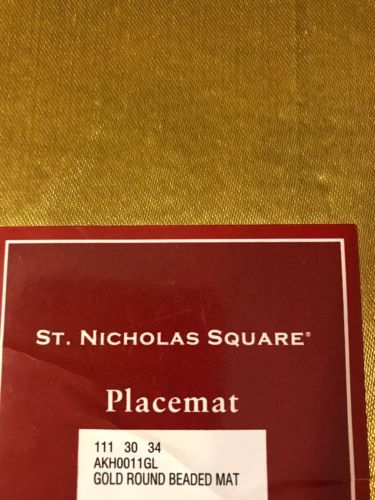 ST. NICHOLAS SQUARE®
Placemat
111 30 34
AKH0011GL
GOLD ROUND BEADED MAT